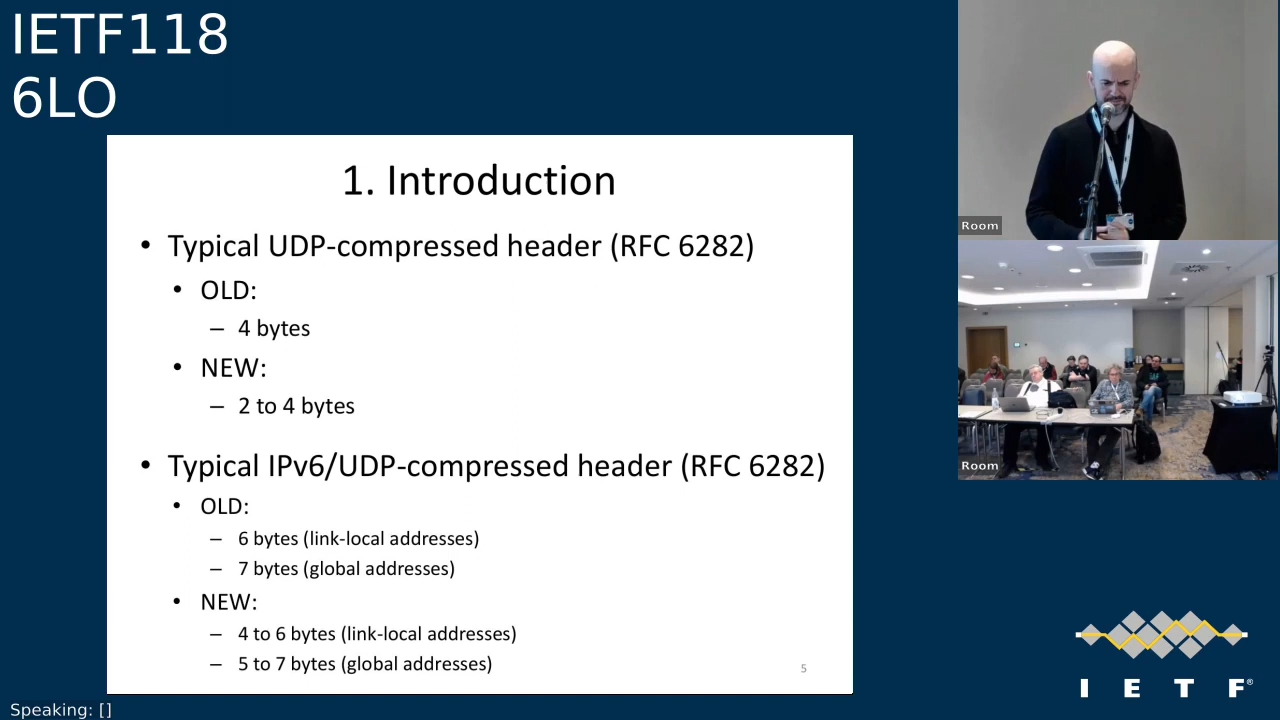 IETF118
6LO
1. Introduction
• Typical UDP-compressed header (RFC 6282)
• OLD:
– 4 bytes
• NEW:
– 2 to 4 bytes
• Typical IPv6/UDP-compressed header (RFC 6282)
• OLD:
– 6 bytes (link-local addresses)
– 7 bytes (global addresses)
• NEW:
– 4 to 6 bytes (link-local addresses)
– 5 to 7 bytes (global addresses)
5
Room
Room
I E T F®
Speaking: []